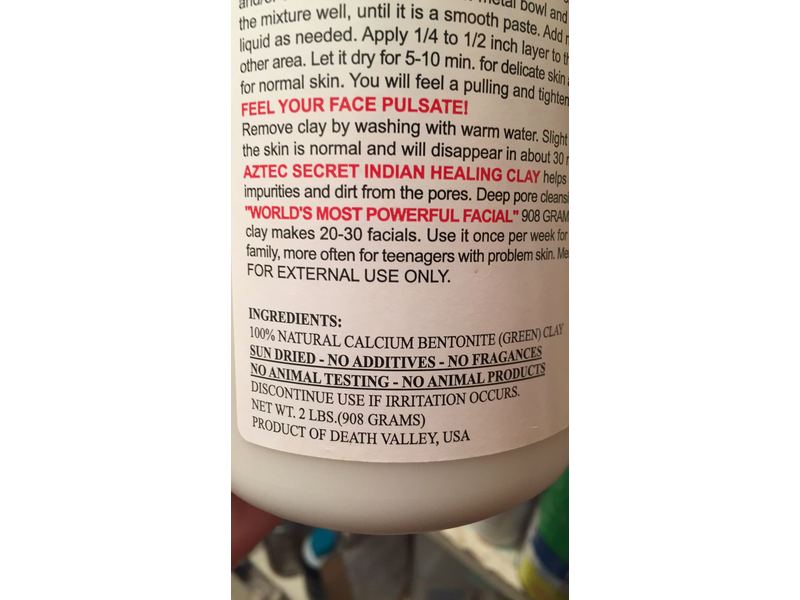 and/or
metal bowl and
the mixture well, until it is a smooth paste. Add
liquid as needed. Apply 1/4 to 1/2 inch layer to
other area. Let it dry for 5-10 min. for delicate skin
for normal skin. You will feel a pulling and tighten
FEEL YOUR FACE PULSATE!
Remove clay by washing with warm water. Slight
the skin is normal and will disappear in about 30
AZTEC SECRET INDIAN HEALING CLAY helps
impurities and dirt from the pores. Deep pore cleansi
"WORLD'S MOST POWERFUL FACIAL" 908 GRAM
clay makes 20-30 facials. Use it once per week for
family, more often for teenagers with problem skin. Me
FOR EXTERNAL USE ONLY.
INGREDIENTS:
100% NATURAL CALCIUM BENTONITE (GREEN) CLAY
SUN DRIED - NO ADDITIVES - NO FRAGANCES
NO ANIMAL TESTING - NO ANIMAL PRODUCTS
DISCONTINUE USE IF IRRITATION OCCURS.
NET WT. 2 LBS.(908 GRAMS)
PRODUCT OF DEATH VALLEY, USA